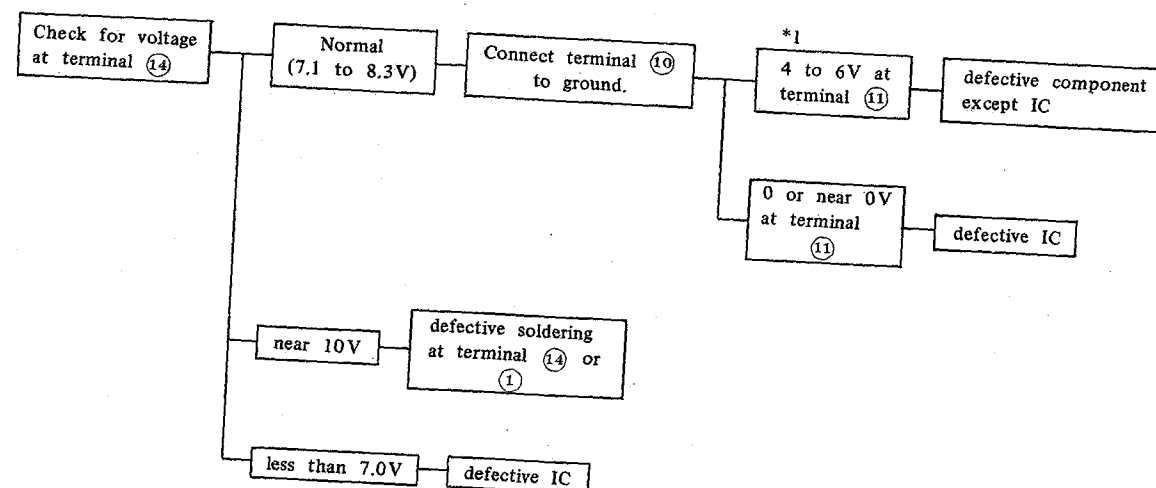 Check for voltage
at terminal ⑭
Normal
(7.1 to 8.3V)
Connect terminal ⑩
to ground.
*1
4 to 6V at
terminal ⑪
defective component
except IC
0 or near 0V
at terminal
⑪
defective IC
near 10V
defective soldering
at terminal ⑭ or
①
less than 7.0V
defective IC